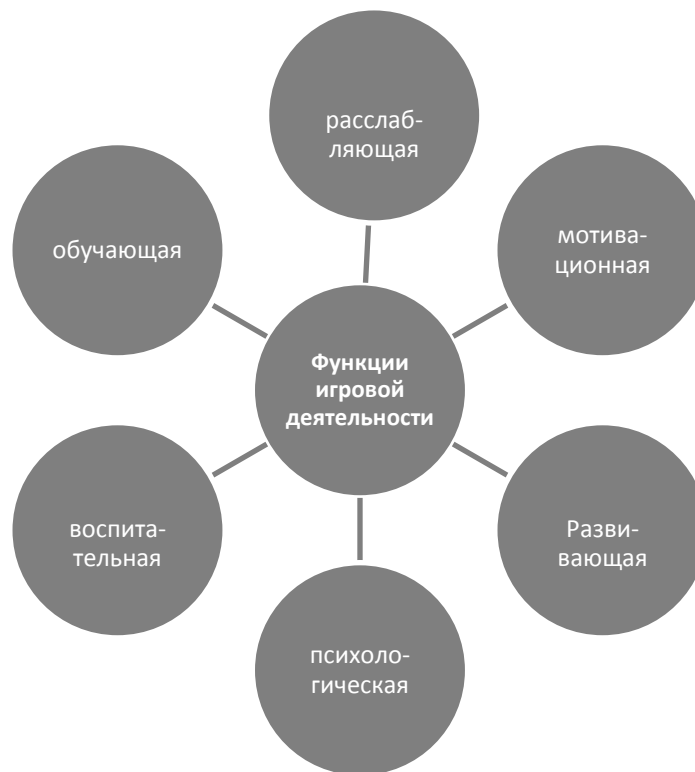 расслаб-
ляющая
обучающая
мотива-
ционная
Функции
игровой
деятельности
воспита-
тельная
Разви-
вающая
психоло-
гическая